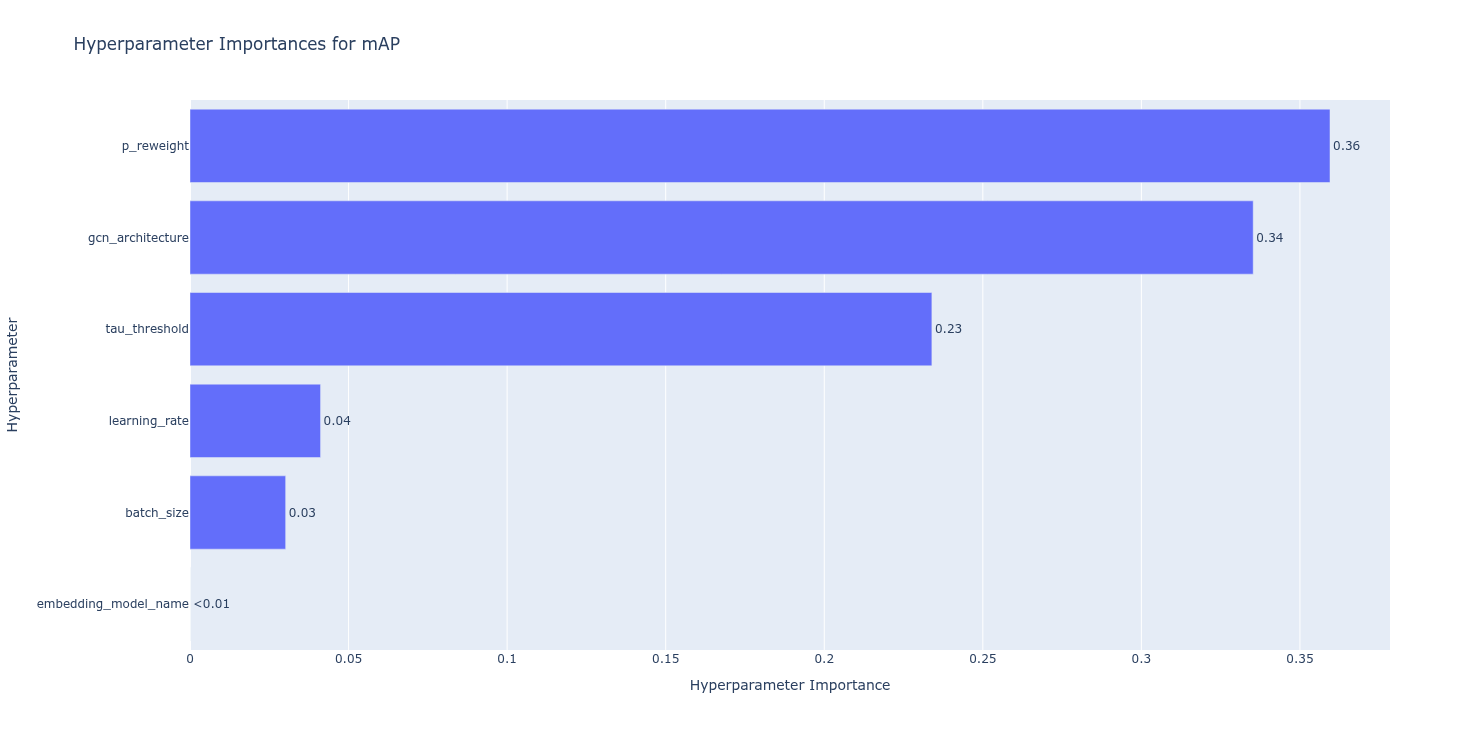 Hyperparameter Importances for mAP
p_reweight 0.36
gcn_architecture 0.34
tau_threshold 0.23
learning_rate 0.04
batch_size 0.03
embedding_model_name <0.01
0 0.05 0.1 0.15 0.2 0.25 0.3 0.35
Hyperparameter Importance
Hyperparameter